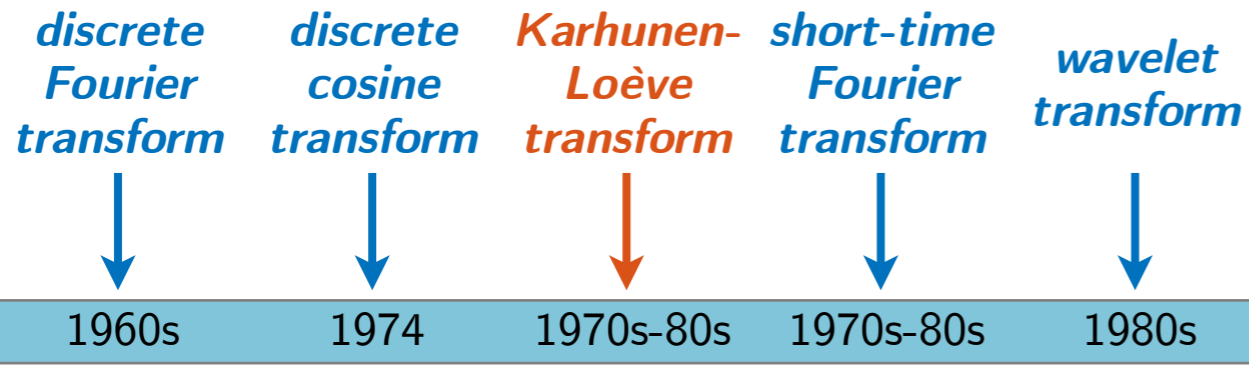 discrete
Fourier
transform
discrete
cosine
transform
Karhunen-
Loève
transform
short-time
Fourier
transform
wavelet
transform
1960s
1974
1970s-80s
1970s-80s
1980s